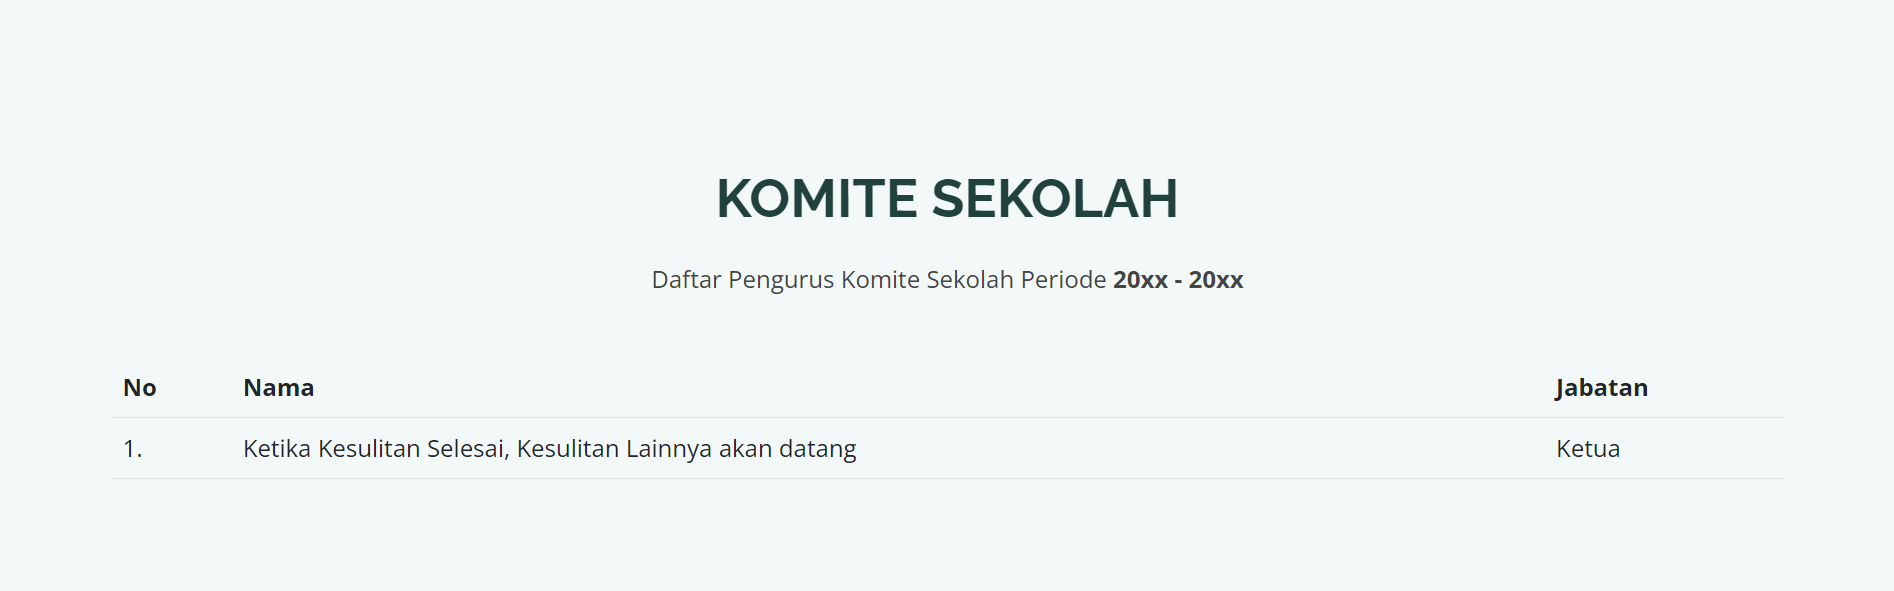 KOMITE SEKOLAH
Daftar Pengurus Komite Sekolah Periode 20xx - 20xx
No Nama Jabatan
1. Ketika Kesulitan Selesai, Kesulitan Lainnya akan datang Ketua